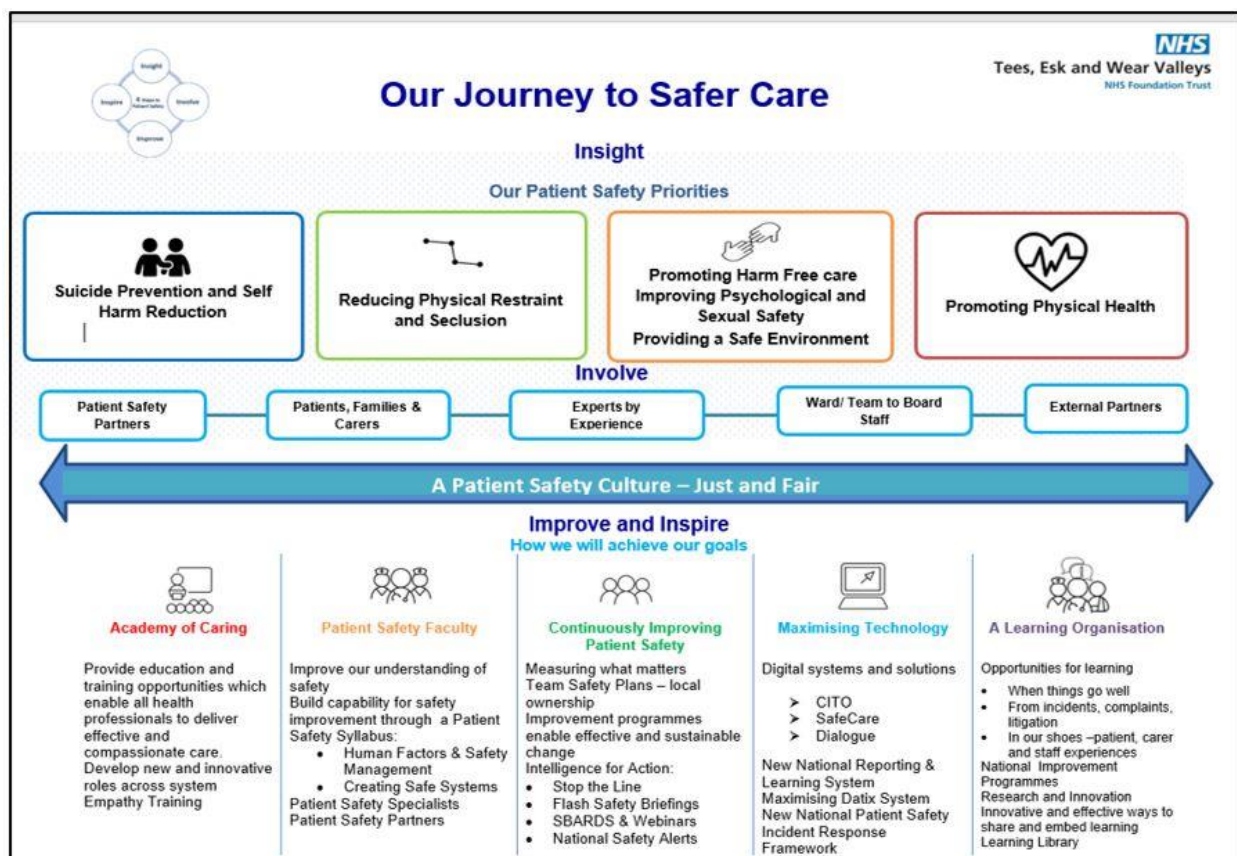 Insight
Inspire
4 steps to
Patient Safety
Involve
Improve
NHS
Tees, Esk and Wear Valleys
NHS Foundation Trust
Our Journey to Safer Care
Insight
Our Patient Safety Priorities
Suicide Prevention and Self
Harm Reduction
Reducing Physical Restraint
and Seclusion
Promoting Harm Free care
Improving Psychological and
Sexual Safety
Providing a Safe Environment
Promoting Physical Health
Involve
Patient Safety
Partners
Patients, Families &
Carers
Experts by
Experience
Ward/ Team to Board
Staff
External Partners
A Patient Safety Culture – Just and Fair
Improve and Inspire
How we will achieve our goals
Academy of Caring
Provide education and
training opportunities which
enable all health
professionals to deliver
effective and
compassionate care.
Develop new and innovative
roles across system
Empathy Training
Patient Safety Faculty
Improve our understanding of
safety
Build capability for safety
improvement through a Patient
Safety Syllabus:
• Human Factors & Safety
Management
• Creating Safe Systems
Patient Safety Specialists
Patient Safety Partners
Continuously Improving
Patient Safety
Measuring what matters
Team Safety Plans – local
ownership
Improvement programmes
enable effective and sustainable
change
Intelligence for Action:
• Stop the Line
• Flash Safety Briefings
• SBARDS & Webinars
• National Safety Alerts
Maximising Technology
Digital systems and solutions
➢ CITO
➢ SafeCare
➢ Dialogue
New National Reporting &
Learning System
Maximising Datix System
New National Patient Safety
Incident Response
Framework
A Learning Organisation
Opportunities for learning
• When things go well
• From incidents, complaints,
litigation
• In our shoes –patient, carer
and staff experiences
National Improvement
Programmes
Research and Innovation
Innovative and effective ways to
share and embed learning
Learning Library